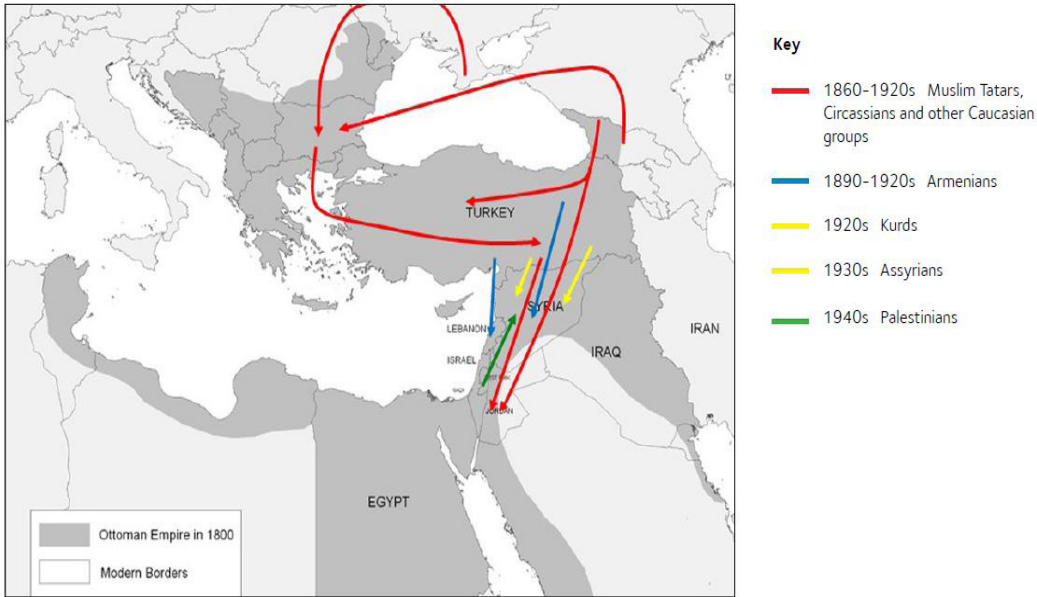 TURKEY
SYRIA
LEBANON
ISRAEL
IRAQ
IRAN
JORDAN
EGYPT
Ottoman Empire in 1800
Modern Borders
Key
1860-1920s Muslim Tatars,
Circassians and other Caucasian
groups
1890-1920s Armenians
1920s Kurds
1930s Assyrians
1940s Palestinians